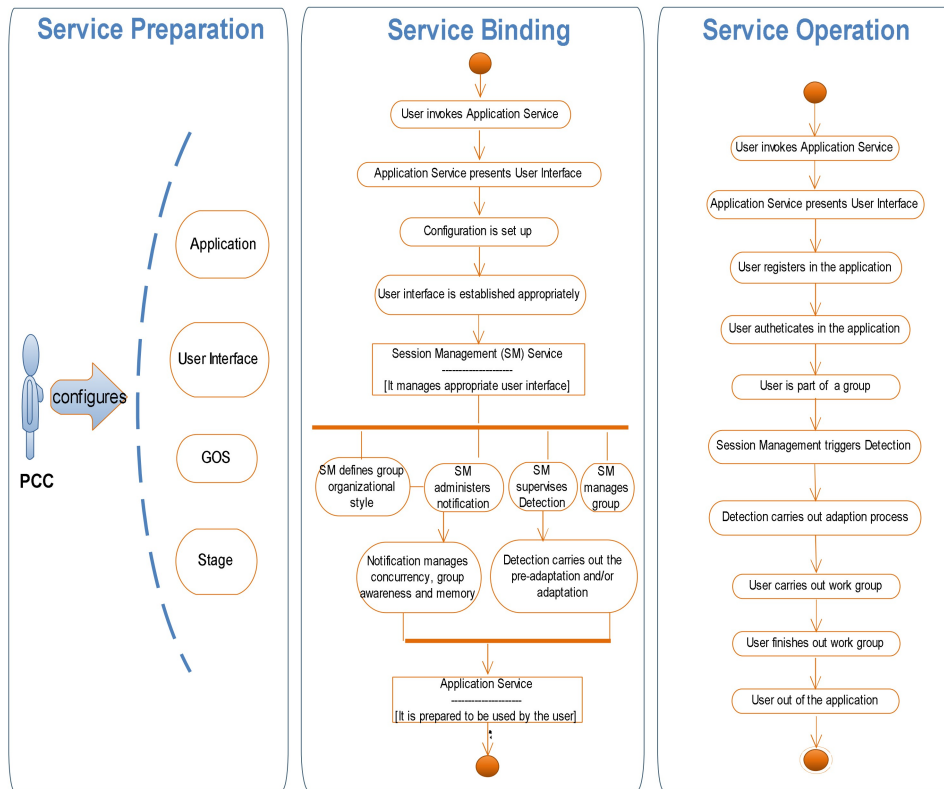 Service Preparation
Application
User Interface
configures
GOS
PCC
Stage
Service Binding
User invokes Application Service
Application Service presents User Interface
Configuration is set up
User interface is established appropriately
Session Management (SM) Service
----------------------
[It manages appropriate user interface]
SM defines group
organizational
style
SM
administers
notification
SM
supervises
Detection
SM
manages
group
Notification manages
concurrency, group
awareness and memory
Detection carries out the
pre-adaptation and/or
adaptation
Application Service
----------------------
[It is prepared to be used by the user]
Service Operation
User invokes Application Service
Application Service presents User Interface
User registers in the application
User autheticates in the application
User is part of a group
Session Management triggers Detection
Detection carries out adaption process
User carries out work group
User finishes out work group
User out of the application